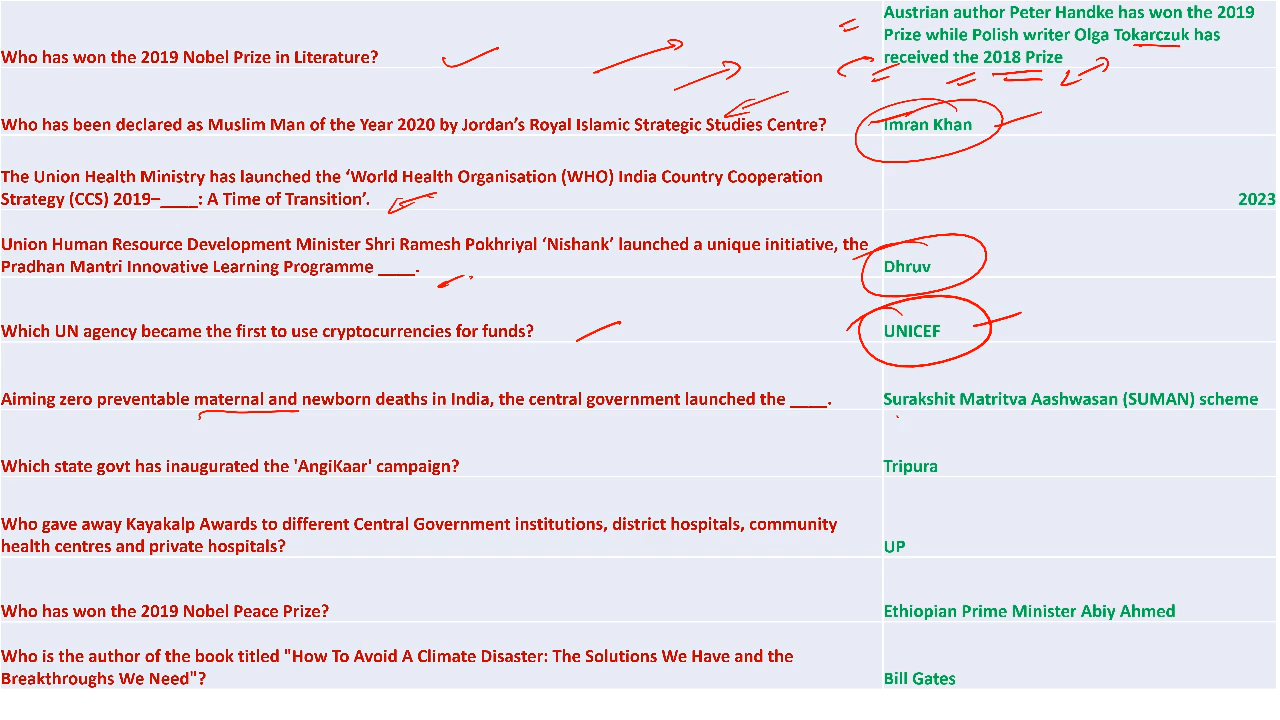 Austrian author Peter Handke has won the 2019
Prize while Polish writer Olga Tokarczuk has
Who has won the 2019 Nobel Prize in Literature? received the 2018 Prize
Who has been declared as Muslim Man of the Year 2020 by Jordan's Royal Islamic Strategic Studies Centre? Imran Khan
The Union Health Ministry has launched the ‘World Health Organisation (WHO) India Country Cooperation
Strategy (CCS) 2019–____: A Time of Transition’. 2023
Union Human Resource Development Minister Shri Ramesh Pokhriyal ‘Nishank’ launched a unique initiative, the
Pradhan Mantri Innovative Learning Programme ____. Dhruv
Which UN agency became the first to use cryptocurrencies for funds? UNICEF
Aiming zero preventable maternal and newborn deaths in India, the central government launched the ____. Surakshit Matritva Aashwasan (SUMAN) scheme
Which state govt has inaugurated the 'AngiKaar' campaign? Tripura
Who gave away Kayakalp Awards to different Central Government institutions, district hospitals, community
health centres and private hospitals? UP
Who has won the 2019 Nobel Peace Prize? Ethiopian Prime Minister Abiy Ahmed
Who is the author of the book titled "How To Avoid A Climate Disaster: The Solutions We Have and the
Breakthroughs We Need"? Bill Gates